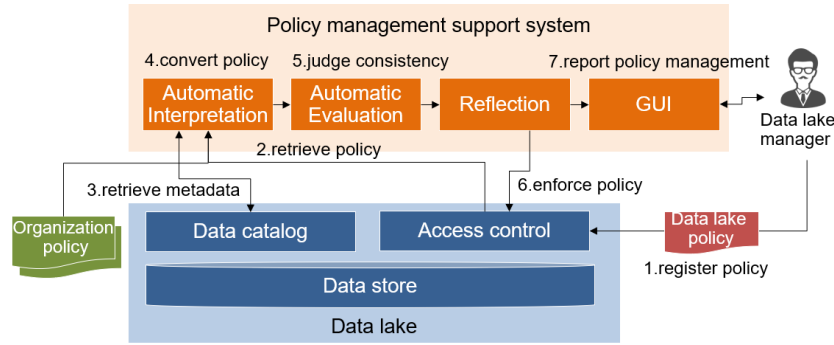 Policy management support system
4.convert policy
5.judge consistency
7.report policy management
Automatic
Interpretation
Automatic
Evaluation
Reflection
GUI
Data lake
manager
2.retrieve policy
3.retrieve metadata
6.enforce policy
Organization
policy
Data catalog
Access control
Data lake
policy
1.register policy
Data store
Data lake